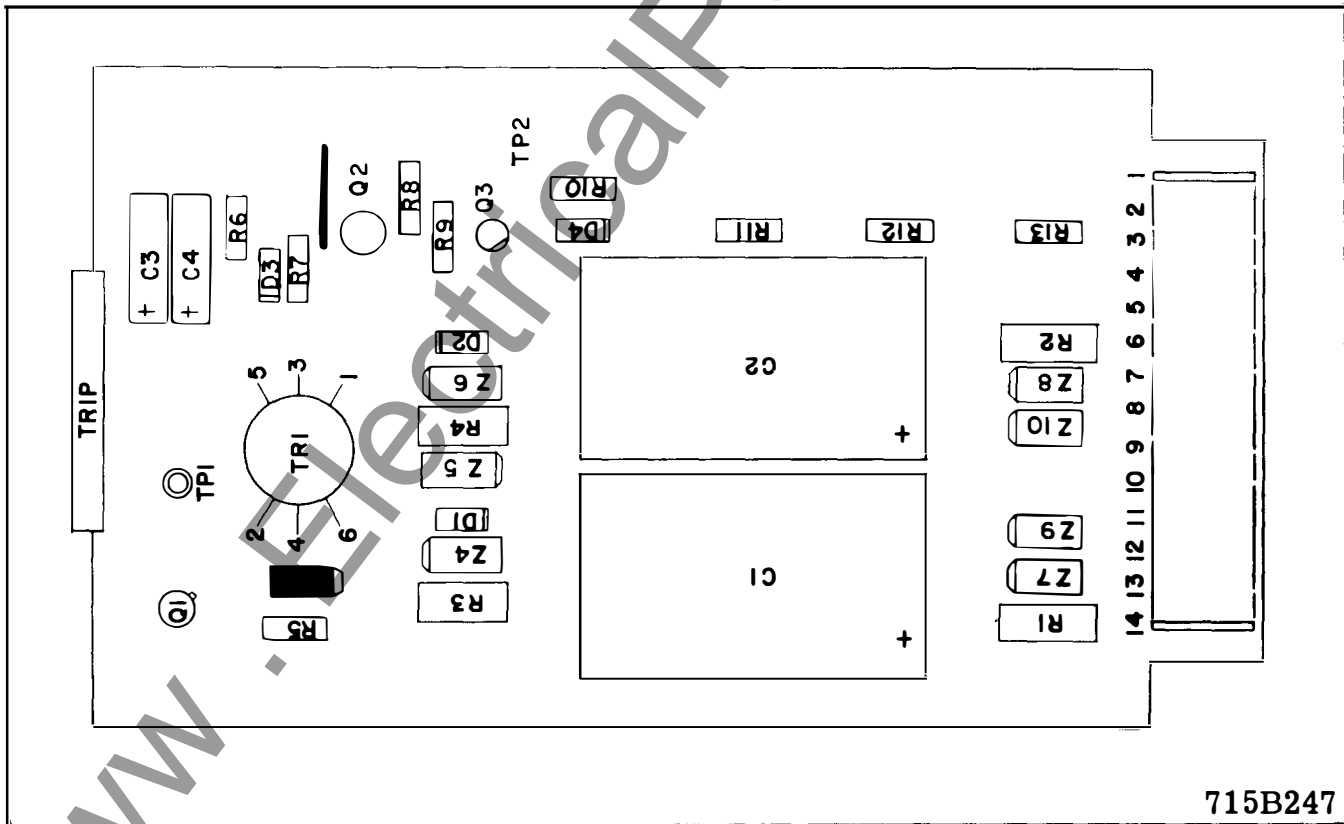 TRIP
C3
+
C4
+
R6
D3
R7
Q2
R8
R9
Q3
TP2
R10
D4
R11
R12
R13
D2
Z6
R4
Z5
D1
Z4
R3
C2
+
C1
+
R2
Z8
Z10
Z9
Z7
R1
5
3
1
TR1
2
4
6
TP1
Q1
R5
1
2
3
4
5
6
7
8
9
10
11
12
13
14
715B247
www.ElectricalP